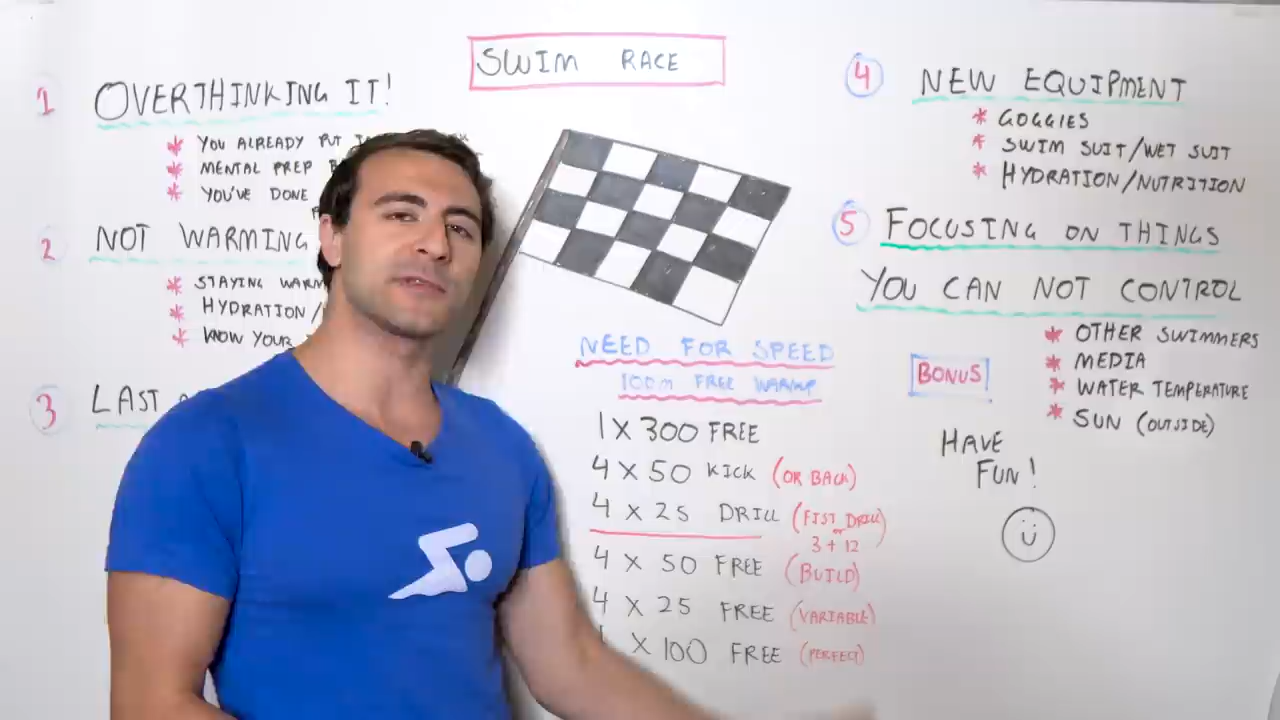 SWIM RACE
1 OVERTHINKING IT!
* YOU ALREADY PUT
* MENTAL PREP
* YOU'VE DONE
2 NOT WARMING
* STAYING WARM
* HYDRATION/
* KNOW YOUR
3 LAST
NEED FOR SPEED
100m FREE WARMUP
1 X 300 FREE
4 X 50 KICK (OR BACK)
4 X 25 DRILL (FIST DRILL)
OR
3 + 12
4 X 50 FREE (BUILD)
4 X 25 FREE (VARIABLE)
X 100 FREE (PERFECT)
4 NEW EQUIPMENT
* GOGGIES
* SWIM SUIT/WET SUIT
* HYDRATION/NUTRITION
5 FOCUSING ON THINGS
YOU CAN NOT CONTROL
* OTHER SWIMMERS
* MEDIA
* WATER TEMPERATURE
* SUN (OUTSIDE)
BONUS
HAVE
FUN!